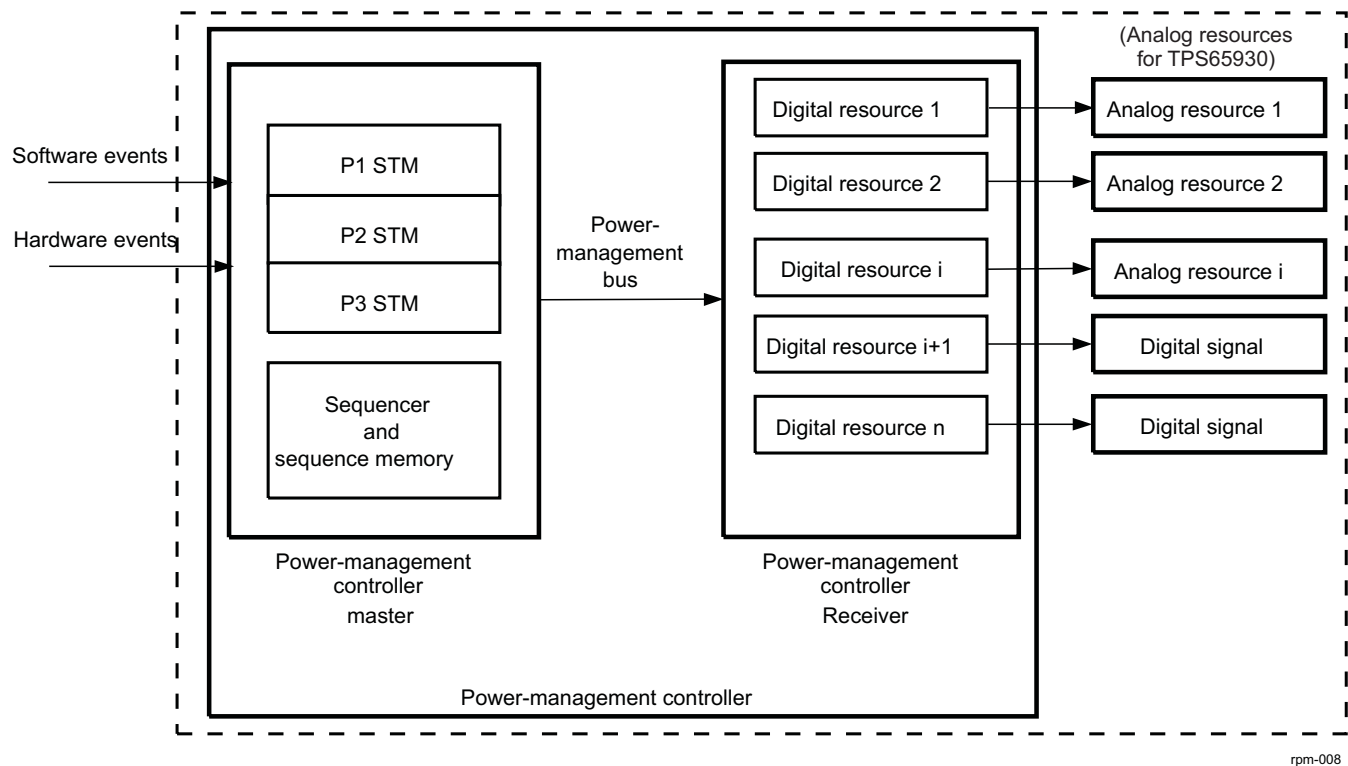 (Analog resources
for TPS65930)
Software events
Hardware events
P1 STM
P2 STM
P3 STM
Sequencer
and
sequence memory
Power-management
controller
master
Power-
management
bus
Digital resource 1
Digital resource 2
Digital resource i
Digital resource i+1
Digital resource n
Power-management
controller
Receiver
Analog resource 1
Analog resource 2
Analog resource i
Digital signal
Digital signal
Power-management controller
rpm-008